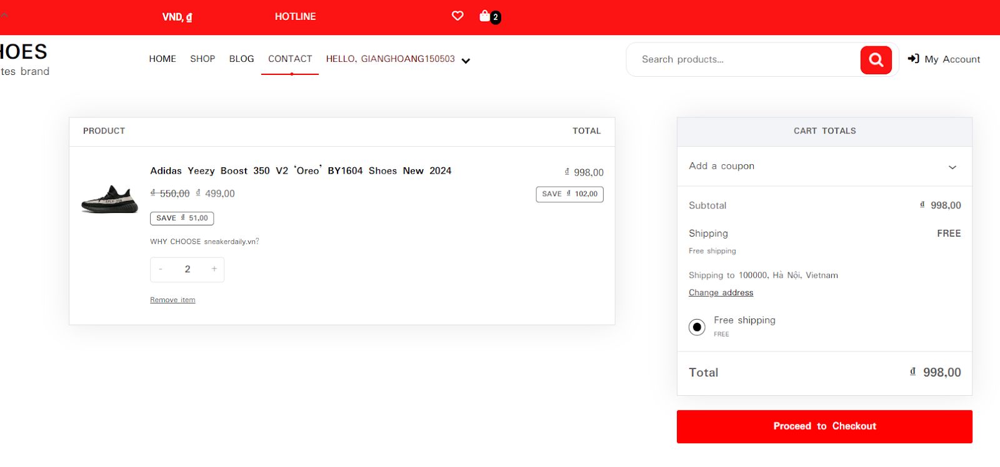 VND, ₫ HOTLINE 2
HOES
tes brand
HOME SHOP BLOG CONTACT HELLO, GIANGHOANG150503
Search products...
My Account
PRODUCT TOTAL
Adidas Yeezy Boost 350 V2 ‘Oreo’ BY1604 Shoes New 2024
₫ 998,00
₫ 550,00 ₫ 499,00
SAVE ₫ 102,00
SAVE ₫ 51,00
WHY CHOOSE sneakerdaily.vn?
- 2 +
Remove item
CART TOTALS
Add a coupon
Subtotal ₫ 998,00
Shipping FREE
Free shipping
Shipping to 100000, Hà Nội, Vietnam
Change address
Free shipping
FREE
Total ₫ 998,00
Proceed to Checkout